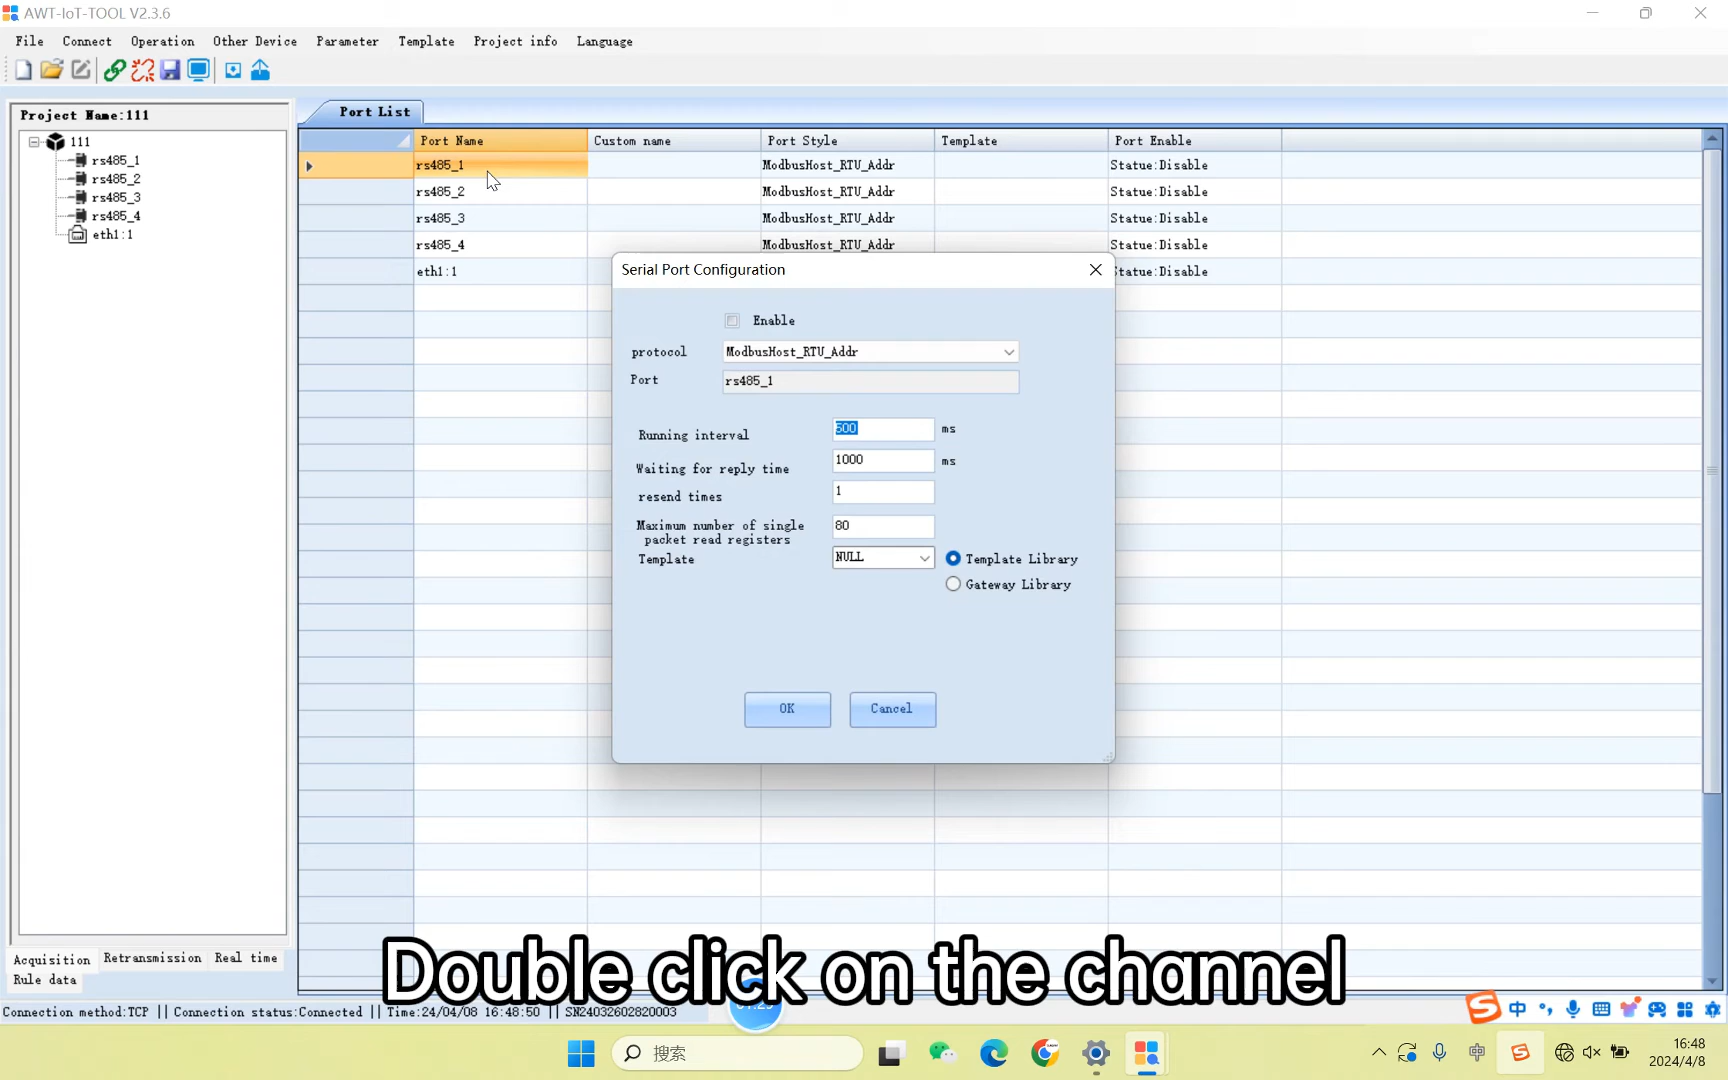 AWT-IoT-TOOL V2.3.6
File Connect Operation Other Device Parameter Template Project info Language
Project Name:111
111
rs485_1
rs485_2
rs485_3
rs485_4
eth1:1
Port List
Port Name Custom name Port Style Template Port Enable
rs485_1 ModbusHost_RTU_Addr Statue:Disable
rs485_2 ModbusHost_RTU_Addr Statue:Disable
rs485_3 ModbusHost_RTU_Addr Statue:Disable
rs485_4 ModbusHost_RTU_Addr Statue:Disable
eth1:1 Statue:Disable
Serial Port Configuration
Enable
protocol ModbusHost_RTU_Addr
Port rs485_1
Running interval 500 ms
Waiting for reply time 1000 ms
resend times 1
Maximum number of single 80
packet read registers
Template NULL Template Library
Gateway Library
OK Cancel
Acquisition Retransmission Real time
Rule data
Double click on the channel
Connection method:TCP || Connection status:Connected || Time:24/04/08 16:48:50 || SN24032602820003
中
搜索
中
16:48
2024/4/8